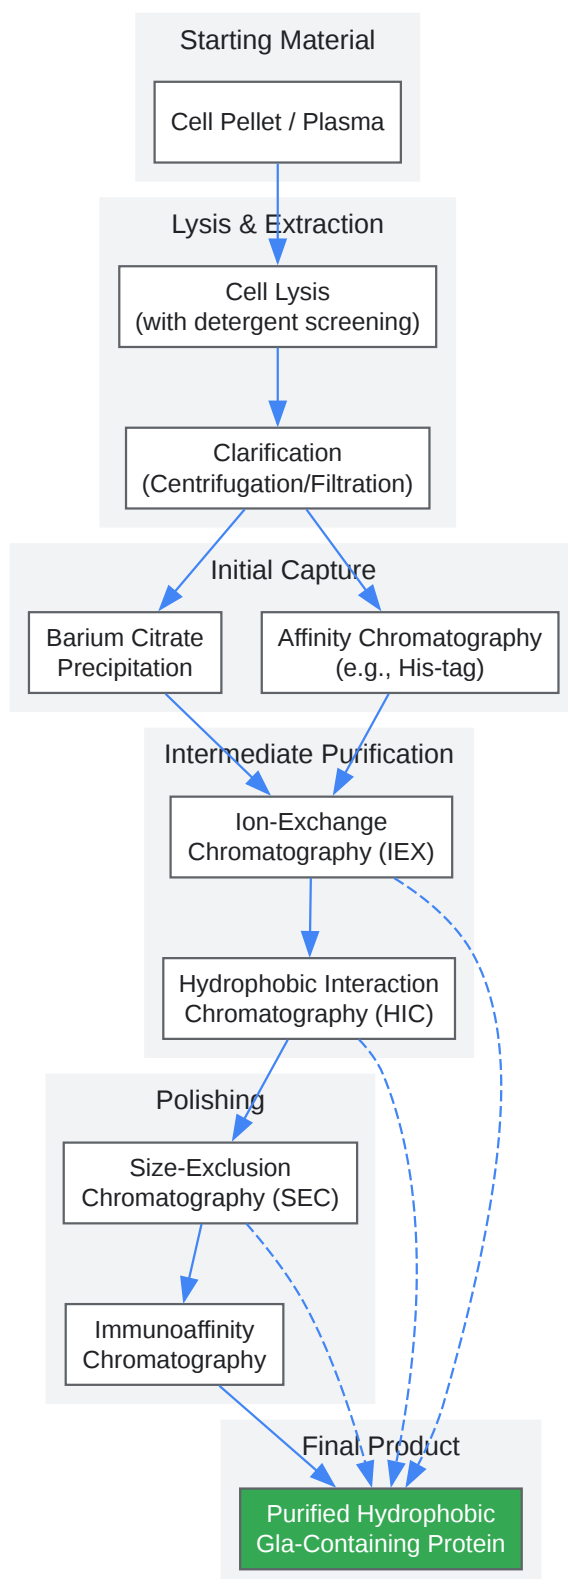 Starting Material
Cell Pellet / Plasma
Lysis & Extraction
Cell Lysis
(with detergent screening)
Clarification
(Centrifugation/Filtration)
Initial Capture
Barium Citrate
Precipitation
Affinity Chromatography
(e.g., His-tag)
Intermediate Purification
Ion-Exchange
Chromatography (IEX)
Hydrophobic Interaction
Chromatography (HIC)
Polishing
Size-Exclusion
Chromatography (SEC)
Immunoaffinity
Chromatography
Final Product
Purified Hydrophobic
Gla-Containing Protein